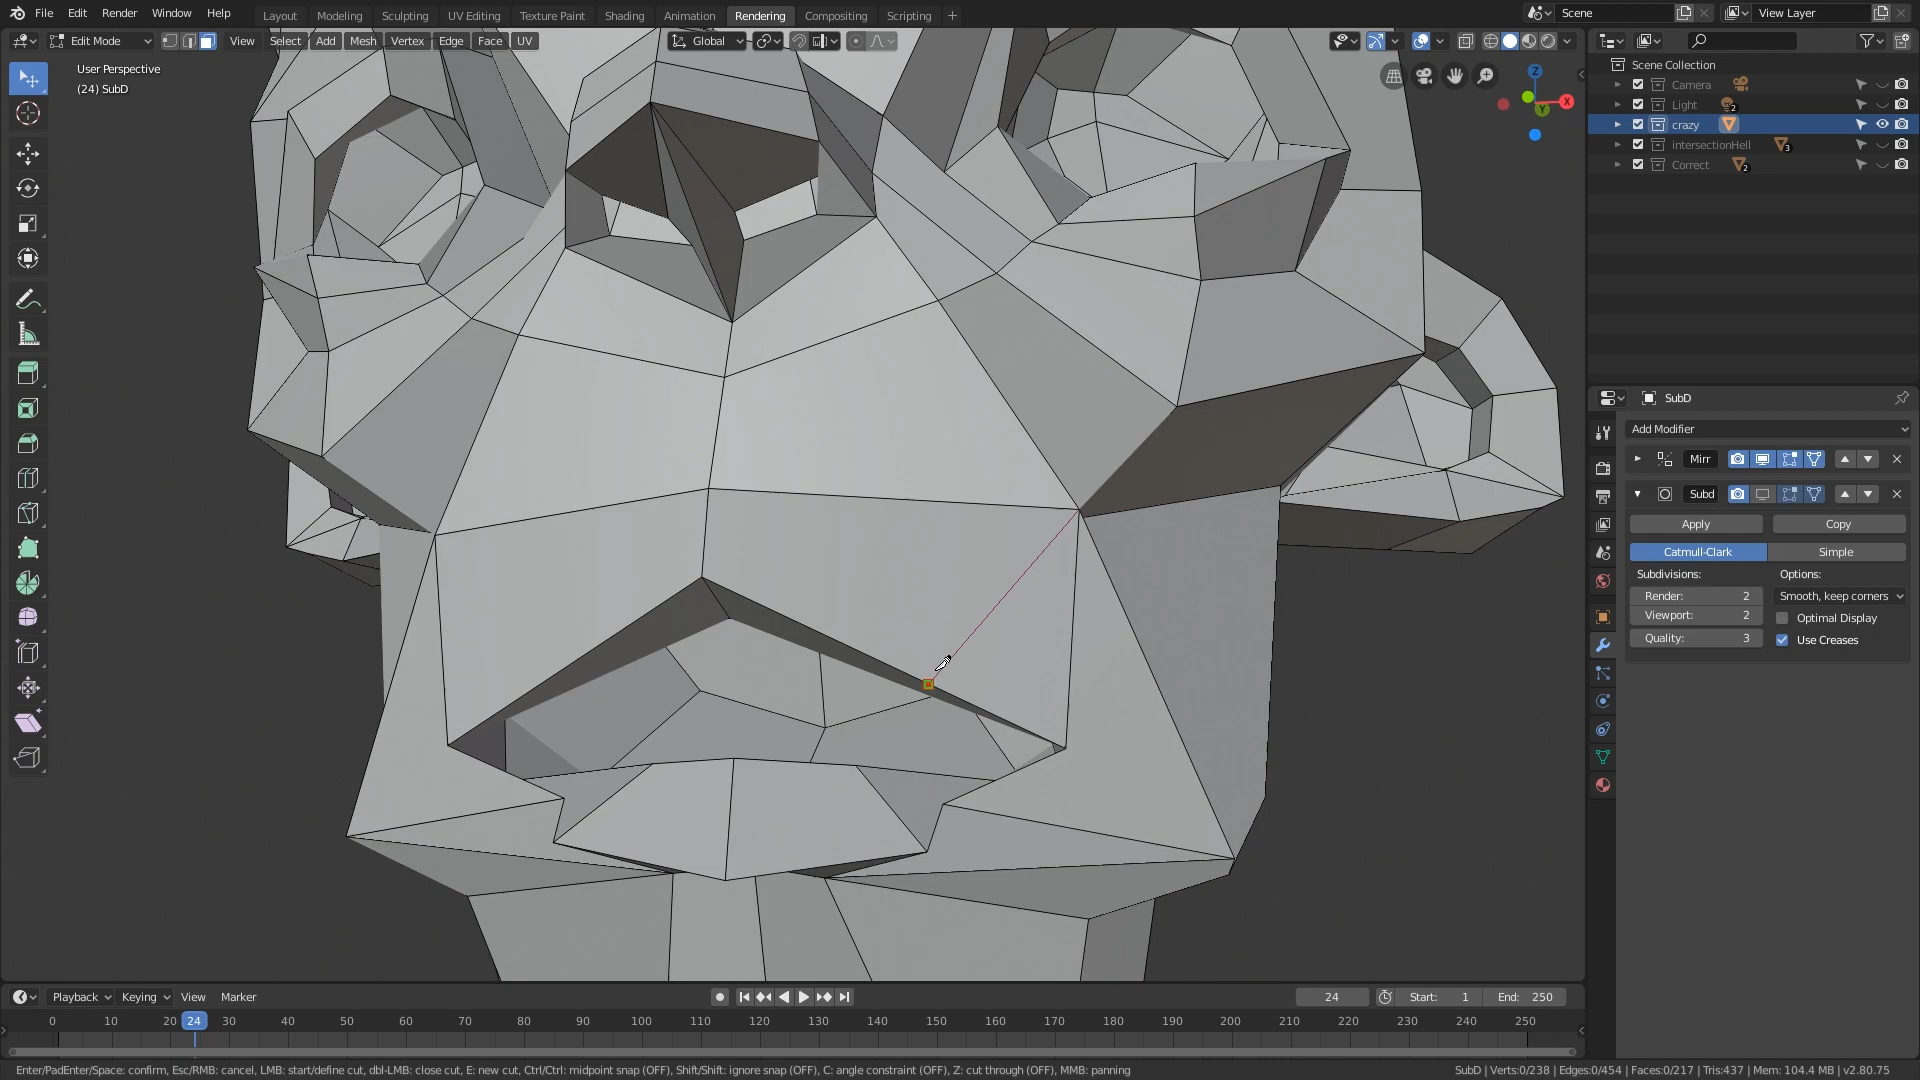 File Edit Render Window Help Layout Modeling Sculpting UV Editing Texture Paint Shading Animation Rendering Compositing Scripting + Scene View Layer
Edit Mode View Select Add Mesh Vertex Edge Face UV Global
User Perspective
(24) SubD
Z
X
Y
Scene Collection
Camera
Light 2
crazy
intersectionHell 3
Correct 2
SubD
Add Modifier
Mirr
Subd
Apply Copy
Catmull-Clark Simple
Subdivisions: Options:
Render: 2 Smooth, keep corners
Viewport: 2 Optimal Display
Quality: 3 Use Creases
Playback Keying View Marker 24 Start: 1 End: 250
0 10 20 24 30 40 50 60 70 80 90 100 110 120 130 140 150 160 170 180 190 200 210 220 230 240 250
Enter/PadEnter/Space: confirm, Esc/RMB: cancel, LMB: start/define cut, dbl-LMB: close cut, E: new cut, Ctrl/Ctrl: midpoint snap (OFF), Shift/Shift: ignore snap (OFF), C: angle constraint (OFF), Z: cut through (OFF), MMB: panning SubD | Verts:0/238 | Edges:0/454 | Faces:0/217 | Tris:437 | Mem: 104.4 MB | v2.80.75